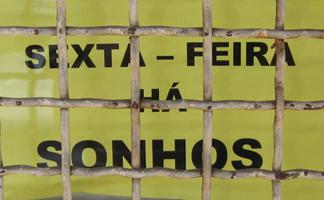 SEXTA – FEIRA
HÁ
SONHOS